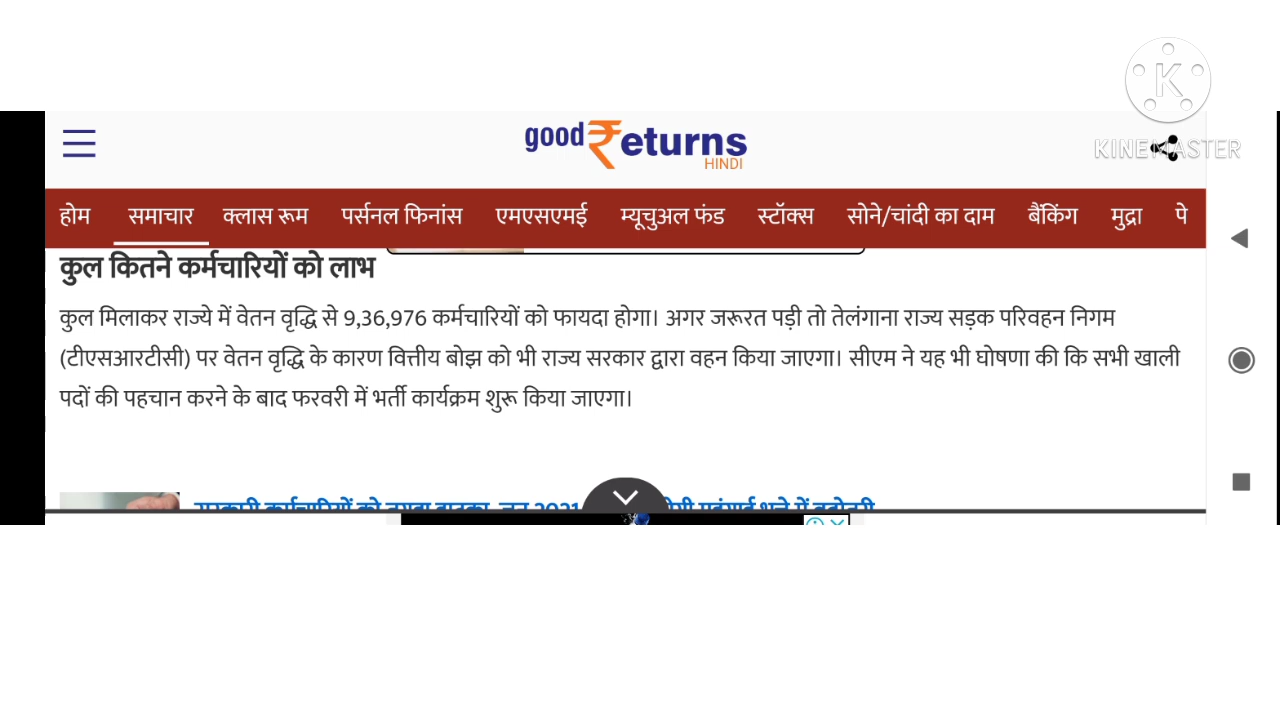 K
KINEMASTER
good ₹eturns
HINDI
होम समाचार क्लास रूम पर्सनल फिनांस एमएसएमई म्यूचुअल फंड स्टॉक्स सोने/चांदी का दाम बैंकिंग मुद्रा पे
कुल कितने कर्मचारियों को लाभ
कुल मिलाकर राज्ये में वेतन वृद्धि से 9,36,976 कर्मचारियों को फायदा होगा। अगर जरूरत पड़ी तो तेलंगाना राज्य सड़क परिवहन निगम
(टीएसआरटीसी) पर वेतन वृद्धि के कारण वित्तीय बोझ को भी राज्य सरकार द्वारा वहन किया जाएगा। सीएम ने यह भी घोषणा की कि सभी खाली
पदों की पहचान करने के बाद फरवरी में भर्ती कार्यक्रम शुरू किया जाएगा।